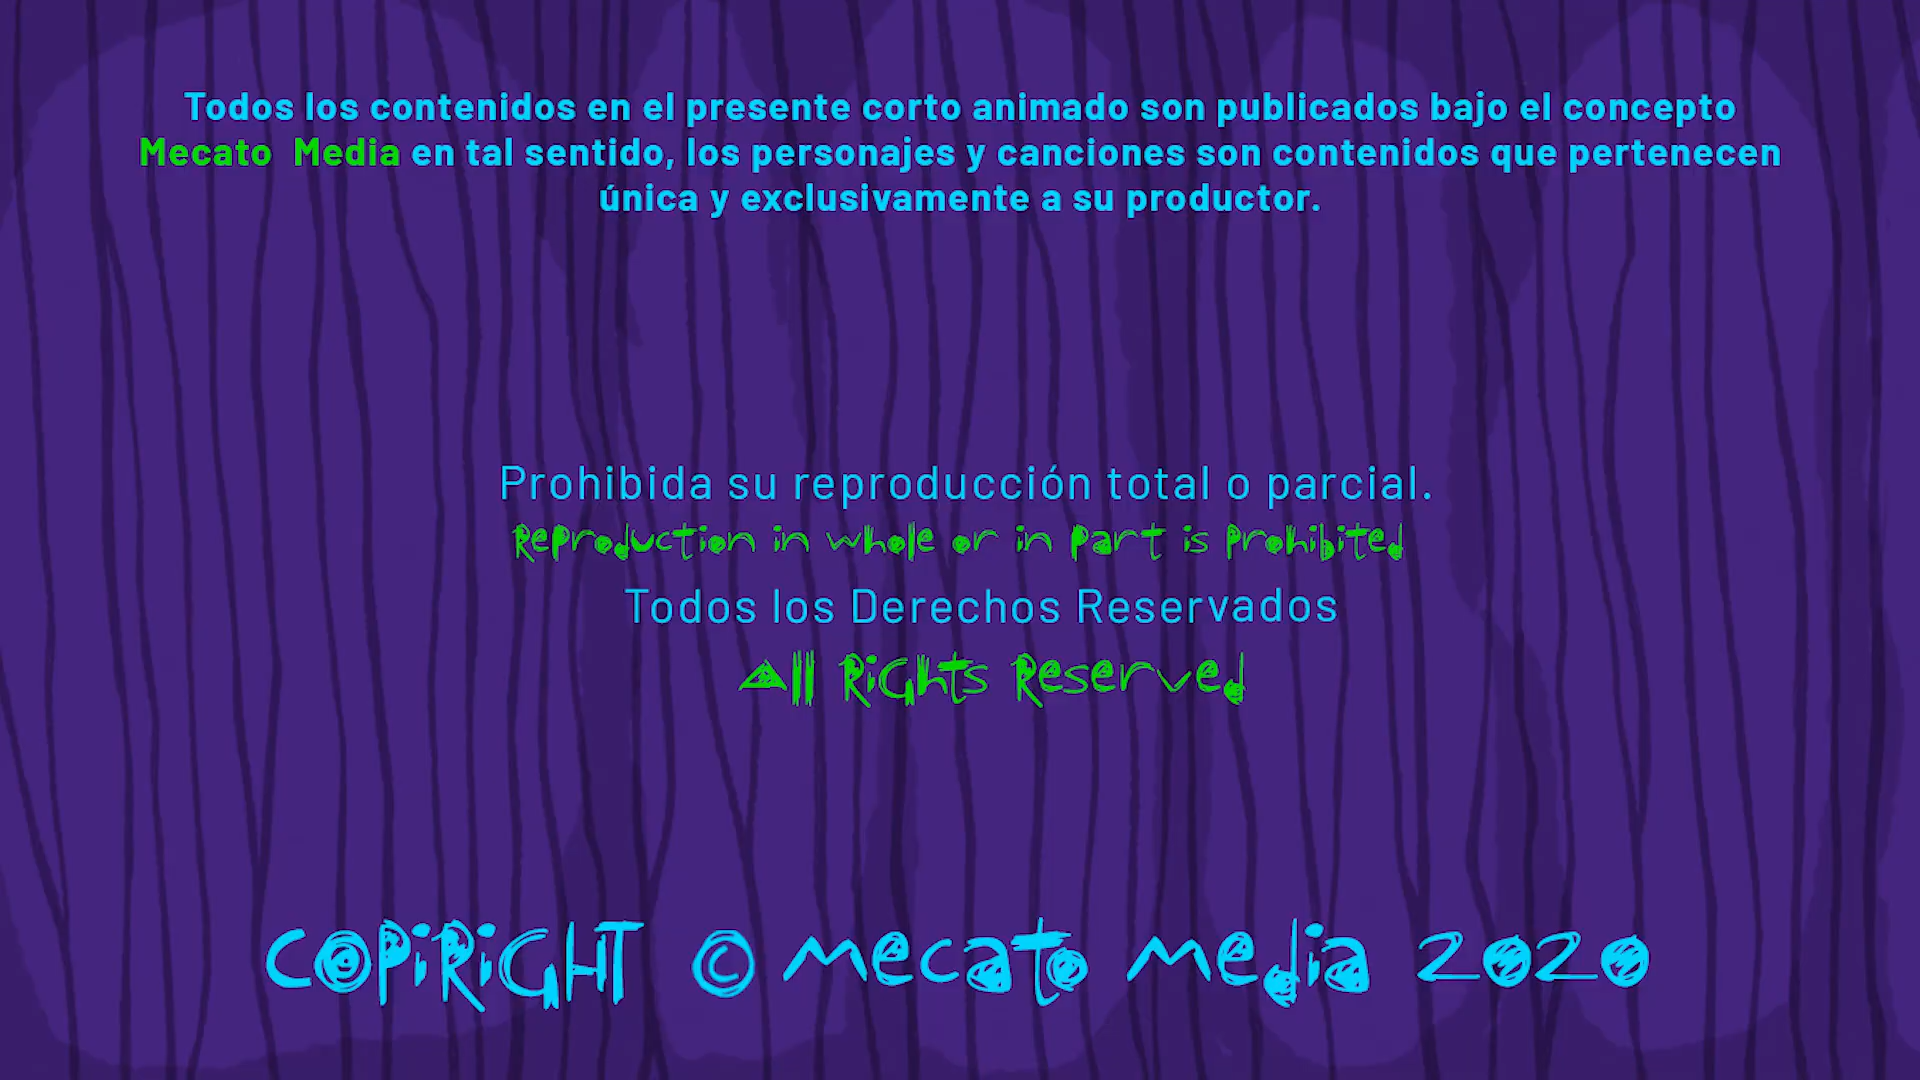 Todos los contenidos en el presente corto animado son publicados bajo el concepto
Mecato Media en tal sentido, los personajes y canciones son contenidos que pertenecen
única y exclusivamente a su productor.
Prohibida su reproducción total o parcial.
Reproduction in whole or in part is prohibited
Todos los Derechos Reservados
All Rights Reserved
COPIRIGHT © Mecato Media 2020